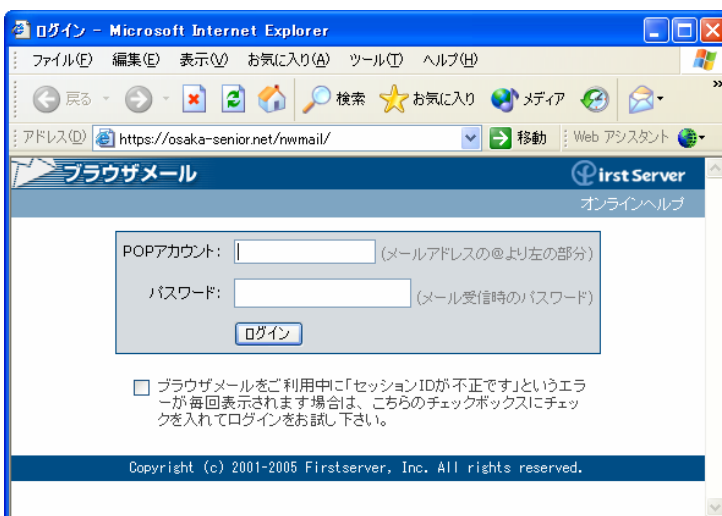 ログイン - Microsoft Internet Explorer
ファイル(F) 編集(E) 表示(V) お気に入り(A) ツール(T) ヘルプ(H)
戻る 検索 お気に入り メディア »
アドレス(D) https://osaka-senior.net/nwmail/ 移動 Web アシスタント
ブラウザメール First Server
オンラインヘルプ
POPアカウント: (メールアドレスの@より左の部分)
パスワード: (メール受信時のパスワード)
ログイン
ブラウザメールをご利用中に「セッションIDが不正です」というエラ
ーが毎回表示されます場合は、こちらのチェックボックスにチェッ
クを入れてログインをお試し下さい。
Copyright (c) 2001-2005 Firstserver, Inc. All rights reserved.